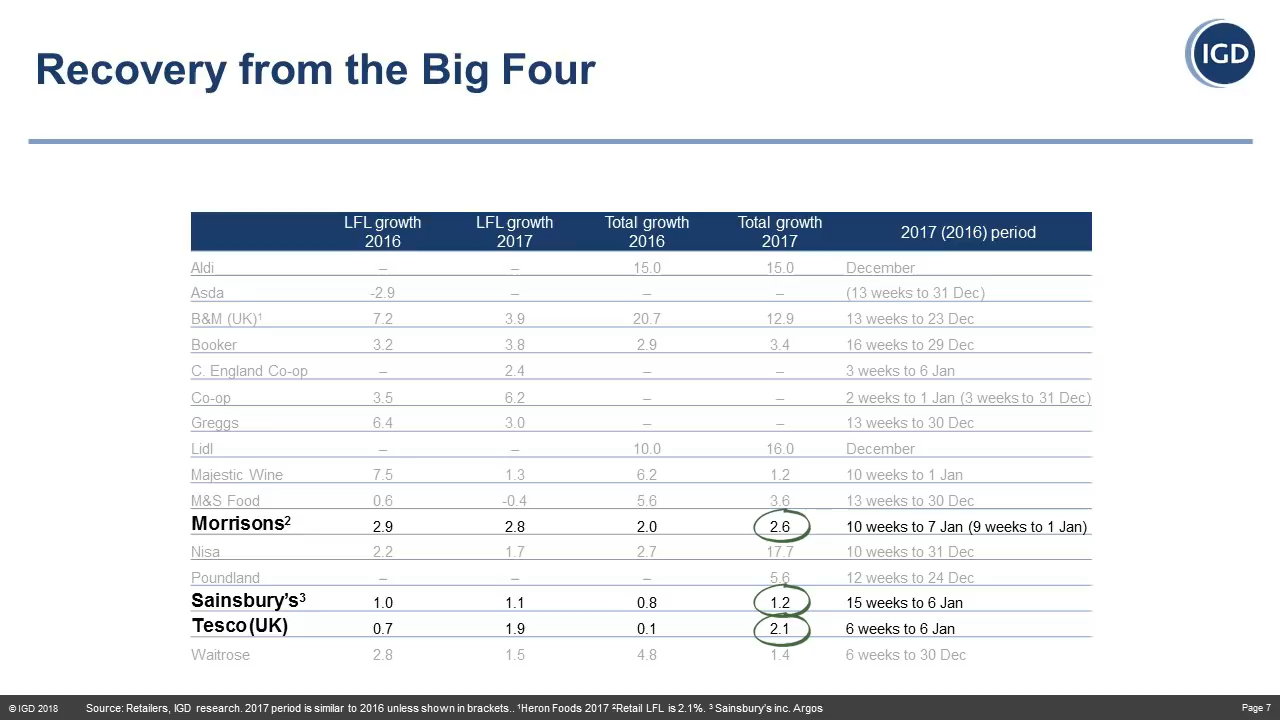 Recovery from the Big Four
IGD
LFL growth 2016 LFL growth 2017 Total growth 2016 Total growth 2017 2017 (2016) period
Aldi – – 15.0 15.0 December
Asda -2.9 – – – (13 weeks to 31 Dec)
B&M (UK)¹ 7.2 3.9 20.7 12.9 13 weeks to 23 Dec
Booker 3.2 3.8 2.9 3.4 16 weeks to 29 Dec
C. England Co-op – 2.4 – – 3 weeks to 6 Jan
Co-op 3.5 6.2 – – 2 weeks to 1 Jan (3 weeks to 31 Dec)
Greggs 6.4 3.0 – – 13 weeks to 30 Dec
Lidl – – 10.0 16.0 December
Majestic Wine 7.5 1.3 6.2 1.2 10 weeks to 1 Jan
M&S Food 0.6 -0.4 5.6 3.6 13 weeks to 30 Dec
Morrisons² 2.9 2.8 2.0 2.6 10 weeks to 7 Jan (9 weeks to 1 Jan)
Nisa 2.2 1.7 2.7 17.7 10 weeks to 31 Dec
Poundland – – – 5.6 12 weeks to 24 Dec
Sainsbury's³ 1.0 1.1 0.8 1.2 15 weeks to 6 Jan
Tesco (UK) 0.7 1.9 0.1 2.1 6 weeks to 6 Jan
Waitrose 2.8 1.5 4.8 1.4 6 weeks to 30 Dec
© IGD 2018 Source: Retailers, IGD research. 2017 period is similar to 2016 unless shown in brackets.. ¹Heron Foods 2017 ²Retail LFL is 2.1%. ³ Sainsbury's inc. Argos Page 7